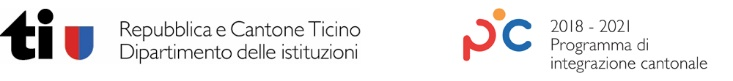 ti
Repubblica e Cantone Ticino
Dipartimento delle istituzioni
pic
2018 - 2021
Programma di
integrazione cantonale